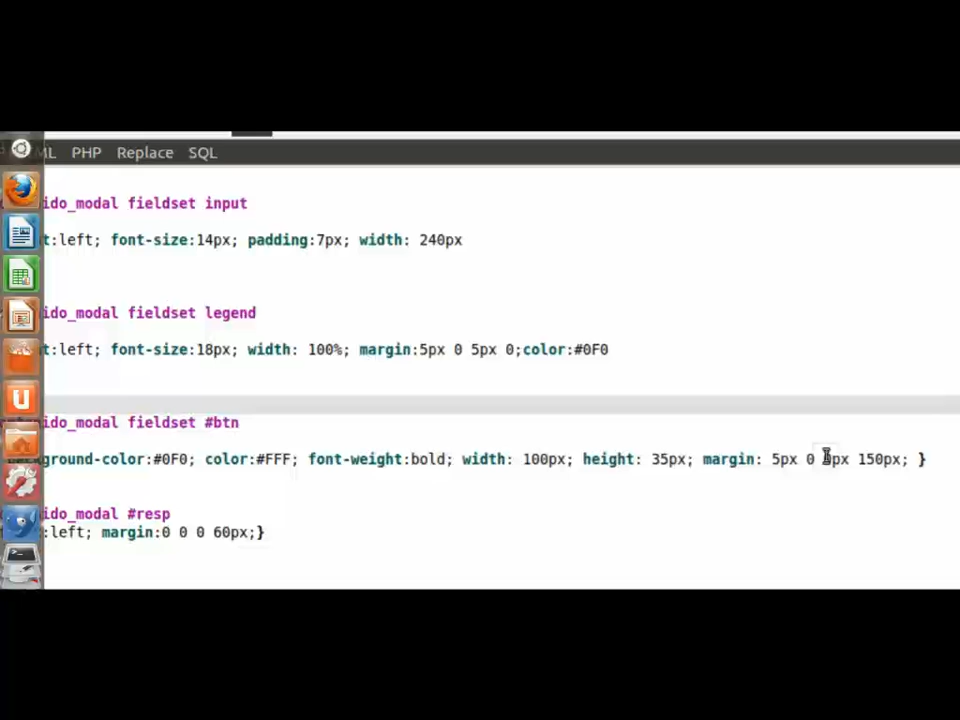 ML PHP Replace SQL
ido_modal fieldset input
t:left; font-size:14px; padding:7px; width: 240px
ido_modal fieldset legend
t:left; font-size:18px; width: 100%; margin:5px 0 5px 0;color:#0F0
ido_modal fieldset #btn
ground-color:#0F0; color:#FFF; font-weight:bold; width: 100px; height: 35px; margin: 5px 0 px 150px; }
ido_modal #resp
:left; margin:0 0 0 60px;}